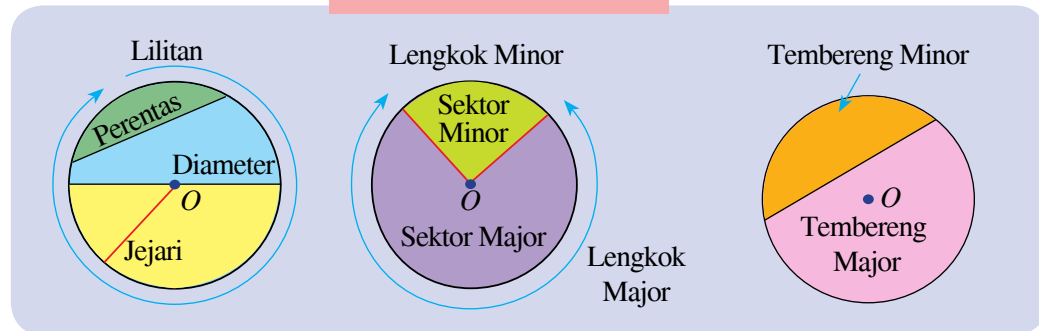 Lilitan
Perentas
Diameter
O
Jejari
Lengkok Minor
Sektor
Minor
O
Sektor Major
Lengkok
Major
Tembereng Minor
O
Tembereng
Major